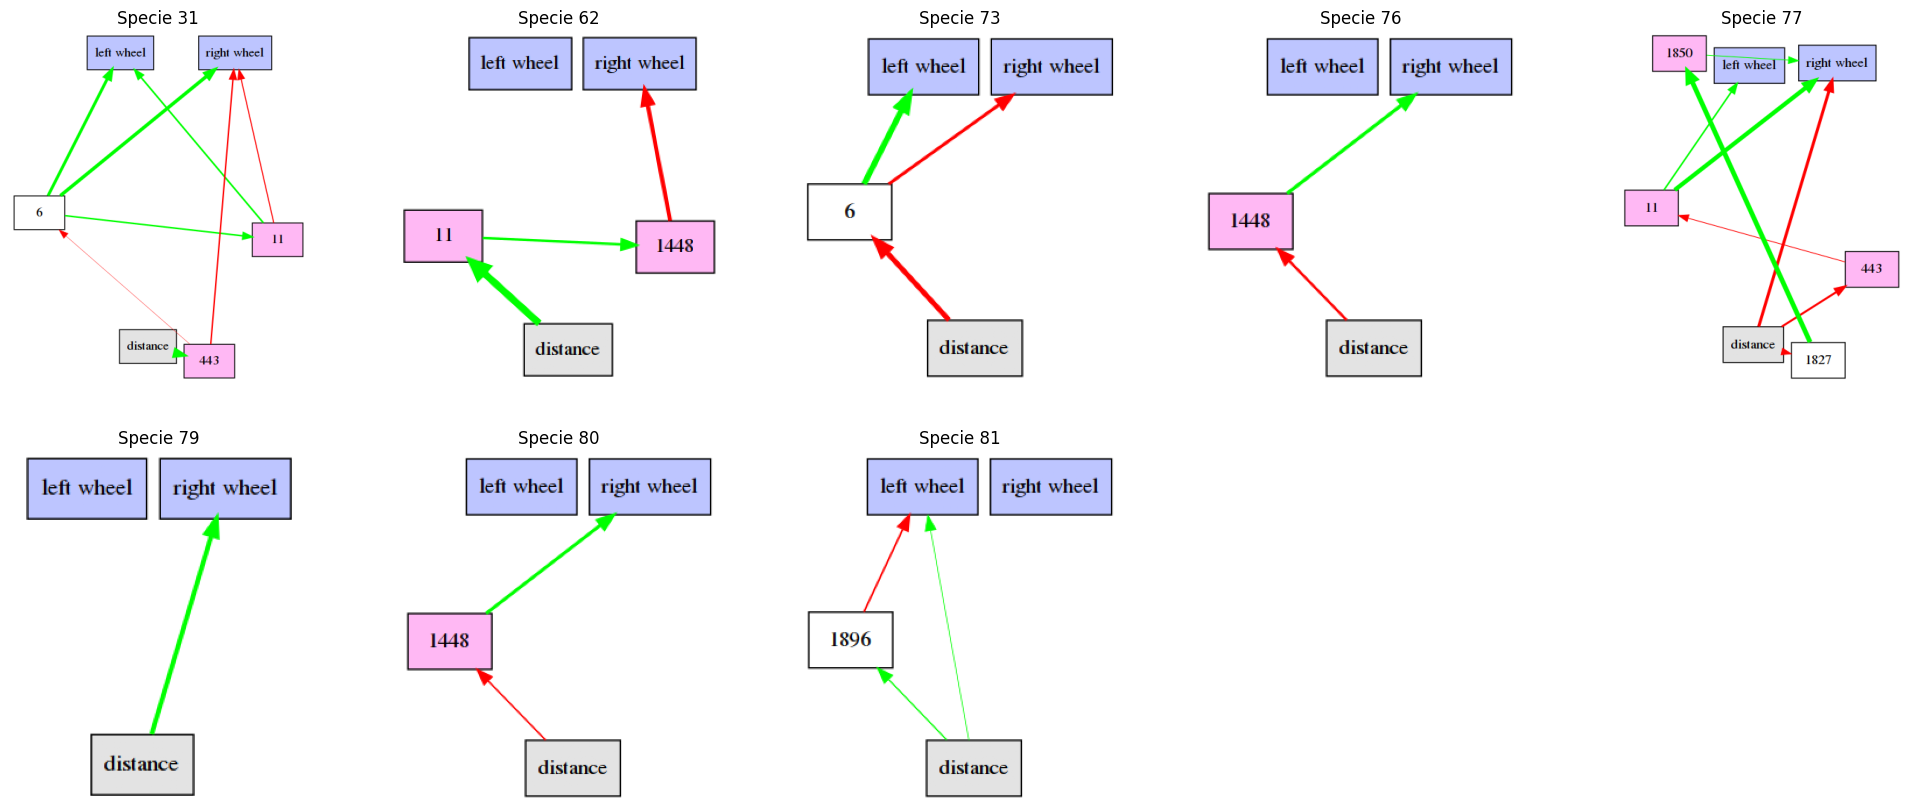 Specie 31
left wheel
right wheel
6
11
distance
443
Specie 62
left wheel
right wheel
11
1448
distance
Specie 73
left wheel
right wheel
6
distance
Specie 76
left wheel
right wheel
1448
distance
Specie 77
1850
left wheel
right wheel
11
443
distance
1827
Specie 79
left wheel
right wheel
distance
Specie 80
left wheel
right wheel
1448
distance
Specie 81
left wheel
right wheel
1896
distance